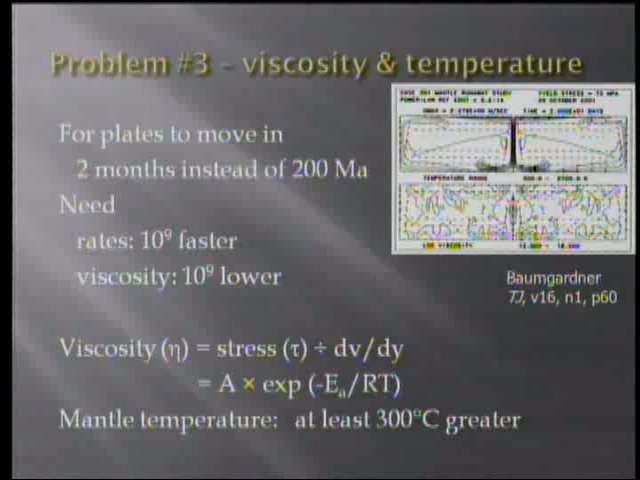 Problem #3 – viscosity & temperature
For plates to move in
2 months instead of 200 Ma
Need
rates: 10⁹ faster
viscosity: 10⁹ lower
TEMPERATURE RANGE
Baumgardner
TJ, v16, n1, p60
Viscosity (η) = stress (τ) ÷ dv/dy
= A × exp (-Eₐ/RT)
Mantle temperature: at least 300°C greater